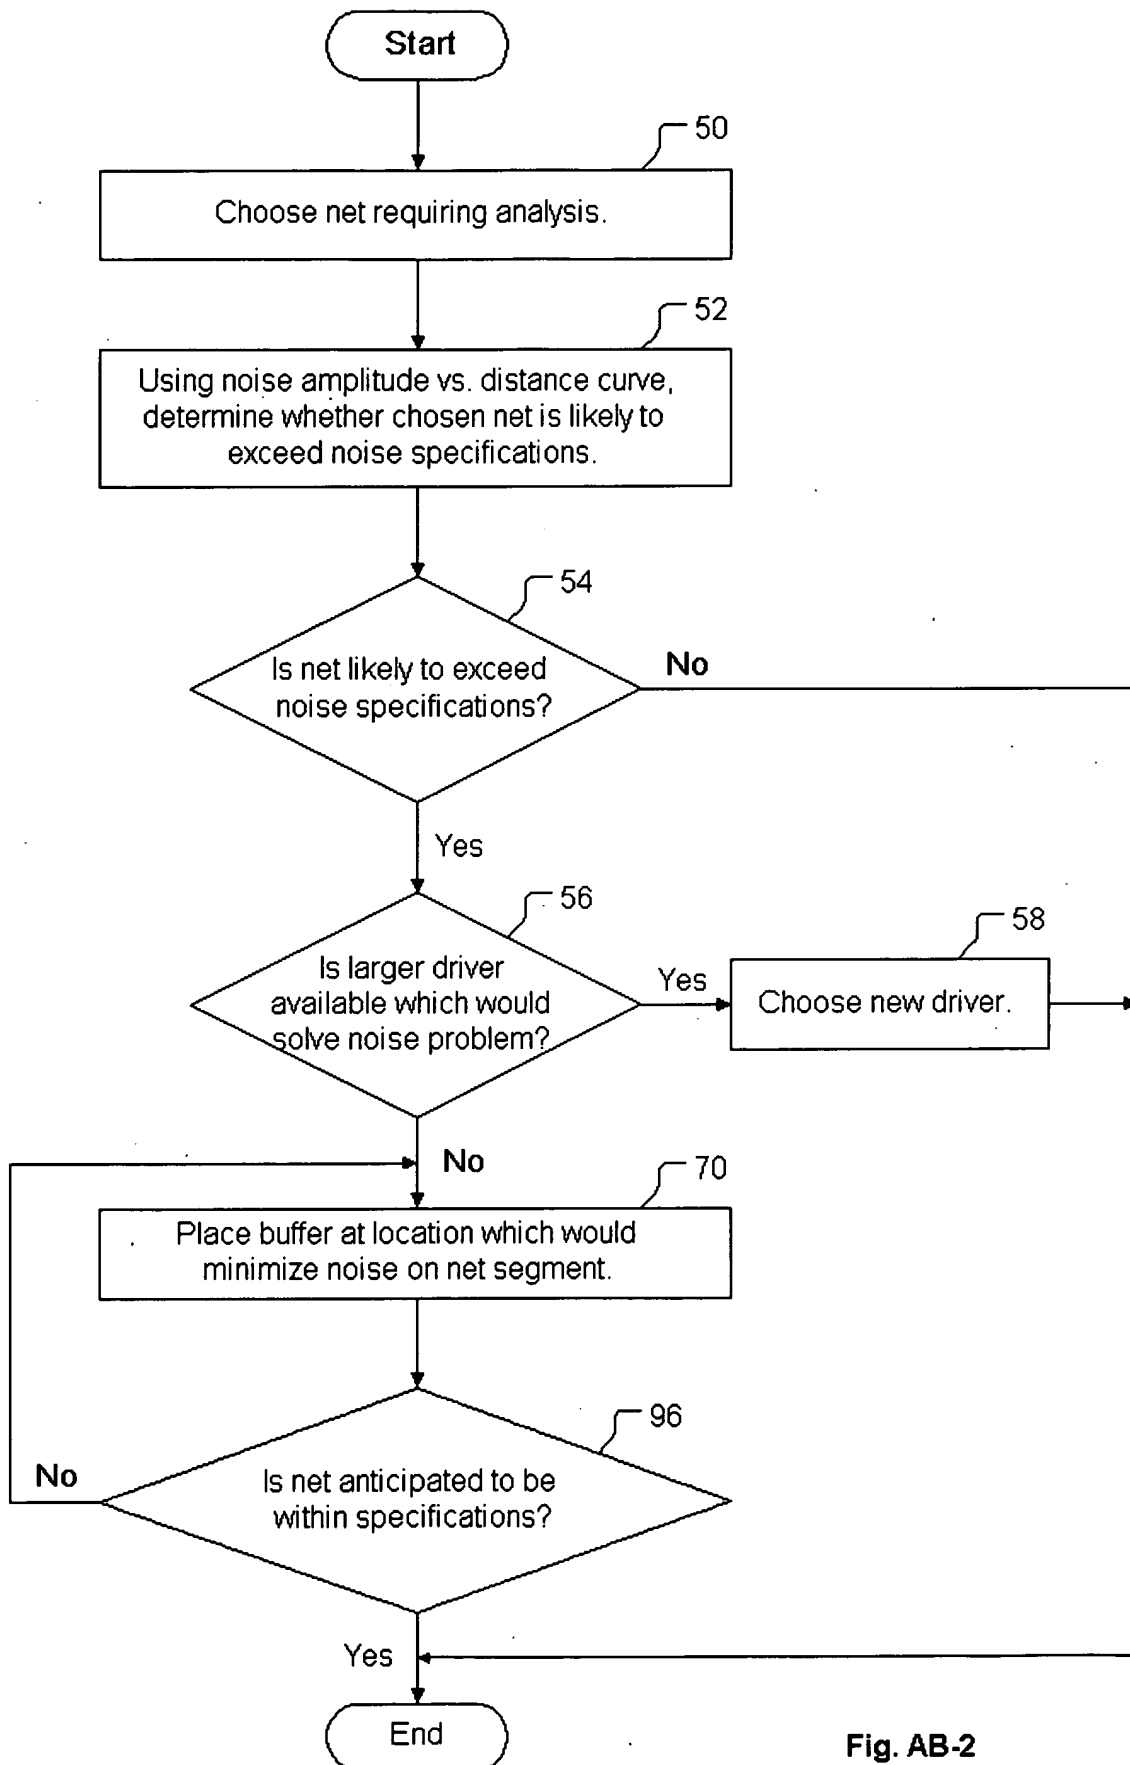 Start
50
Choose net requiring analysis.
52
Using noise amplitude vs. distance curve,
determine whether chosen net is likely to
exceed noise specifications.
54
Is net likely to exceed
noise specifications?
No
Yes
56
Is larger driver
available which would
solve noise problem?
Yes
58
Choose new driver.
No
70
Place buffer at location which would
minimize noise on net segment.
96
Is net anticipated to be
within specifications?
No
Yes
End
Fig. AB-2